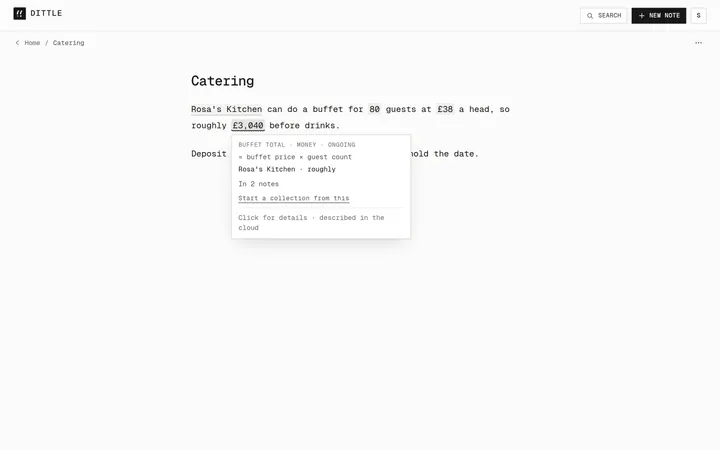 DITTLE
SEARCH
+ NEW NOTE
S
< Home / Catering
...
Catering
Rosa's Kitchen can do a buffet for 80 guests at £38 a head, so
roughly £3,040 before drinks.
BUFFET TOTAL · MONEY · ONGOING
= buffet price × guest count
Rosa's Kitchen · roughly
In 2 notes
Start a collection from this
Click for details · described in the
cloud
Deposit hold the date.